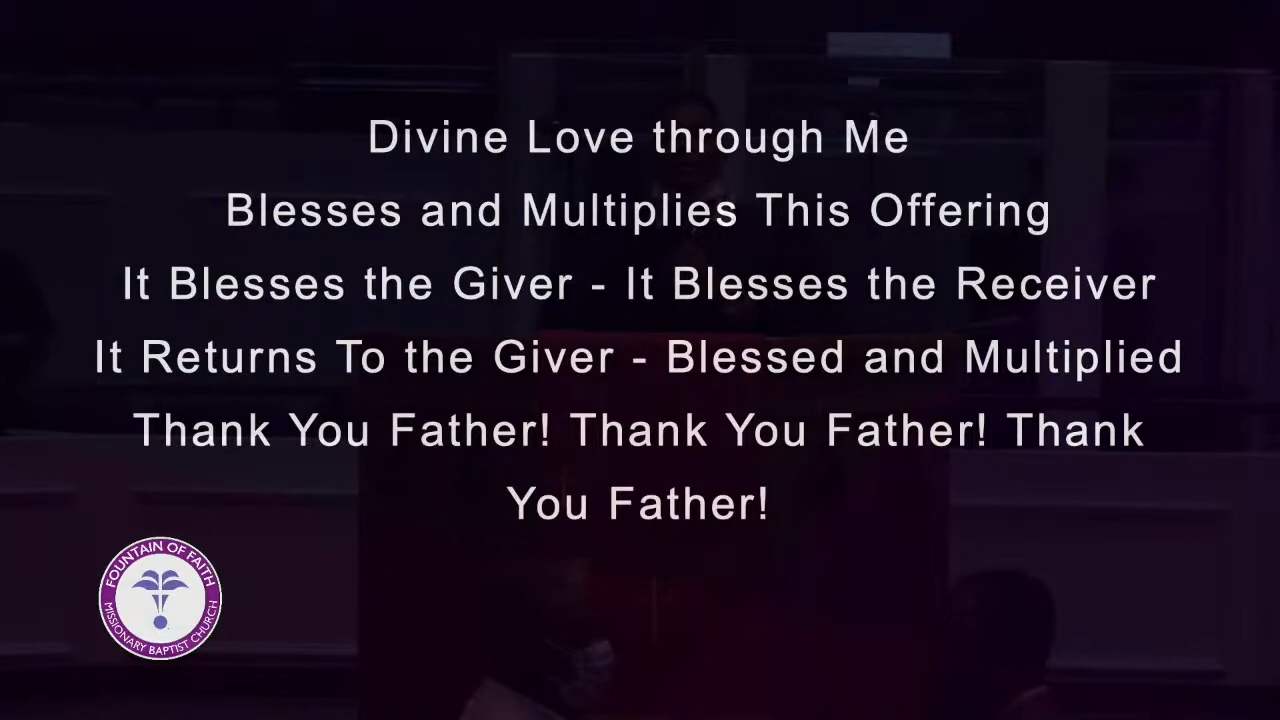 Divine Love through Me
Blesses and Multiplies This Offering
It Blesses the Giver - It Blesses the Receiver
It Returns To the Giver - Blessed and Multiplied
Thank You Father! Thank You Father! Thank
You Father!
FOUNTAIN OF FAITH
MISSIONARY BAPTIST CHURCH